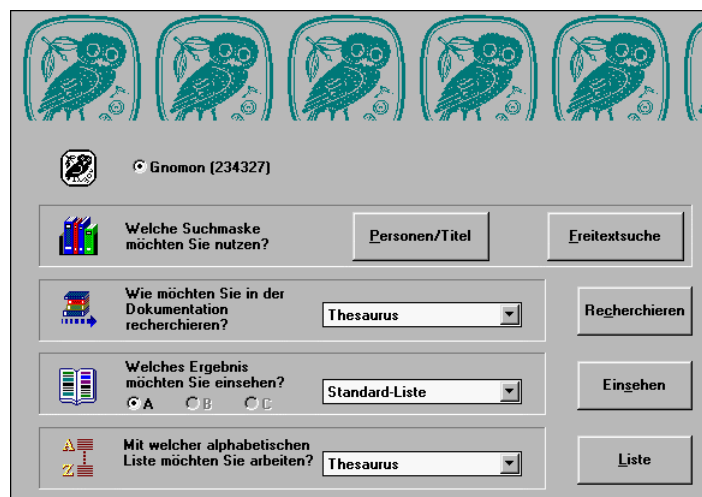 Gnomon (234327)
Welche Suchmaske
möchten Sie nutzen?
Personen/Titel
Freitextsuche
Wie möchten Sie in der
Dokumentation
recherchieren?
Thesaurus
Recherchieren
Welches Ergebnis
möchten Sie einsehen?
A B C
Standard-Liste
Einsehen
A
Z
Mit welcher alphabetischen
Liste möchten Sie arbeiten?
Thesaurus
Liste